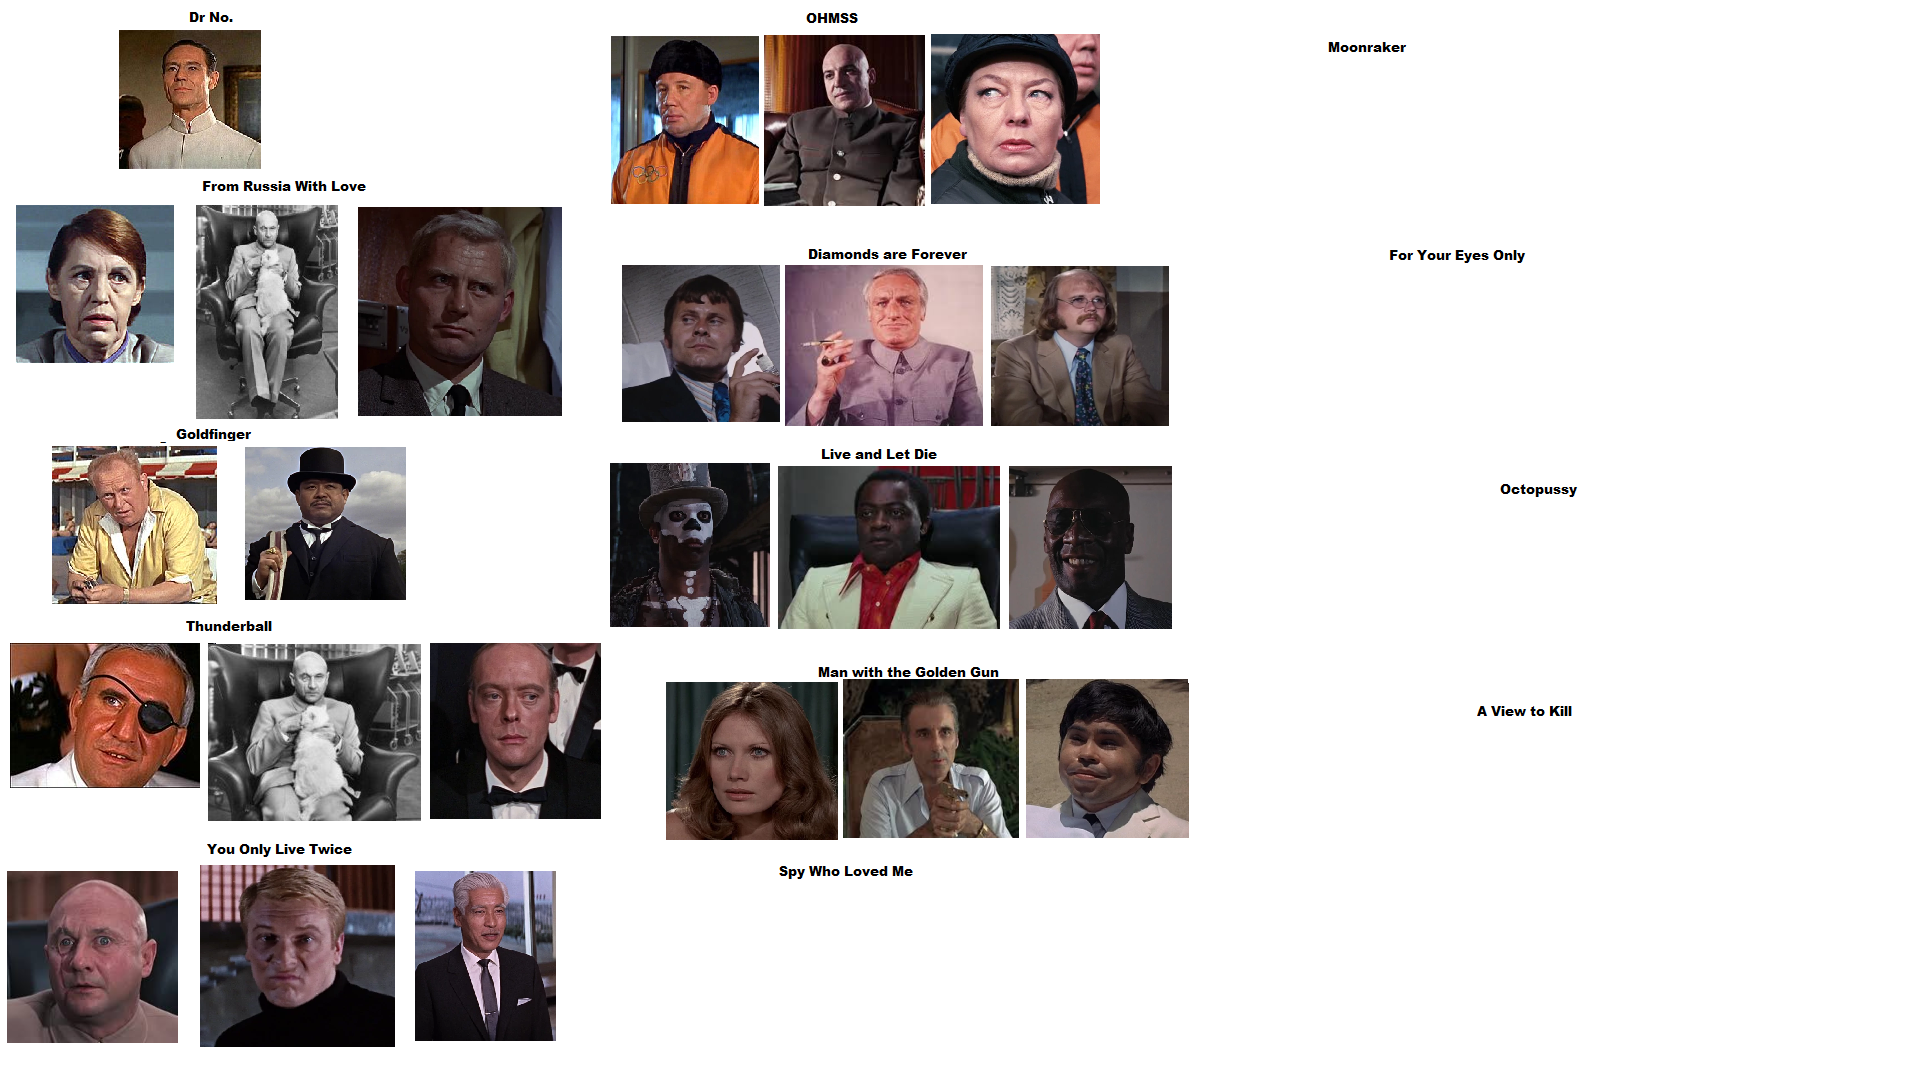 Dr No.
From Russia With Love
Goldfinger
Thunderball
You Only Live Twice
OHMSS
Diamonds are Forever
Live and Let Die
Man with the Golden Gun
Spy Who Loved Me
Moonraker
For Your Eyes Only
Octopussy
A View to Kill